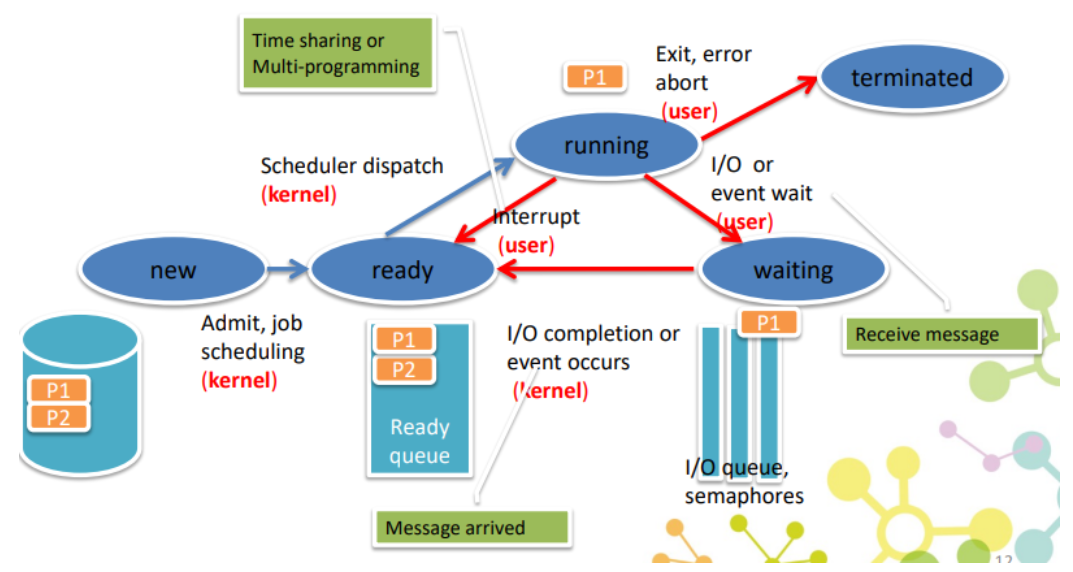 Time sharing or
Multi-programming
P1
Exit, error
abort
(user)
terminated
running
Scheduler dispatch
(kernel)
I/O or
event wait
(user)
Interrupt
(user)
new
ready
waiting
Admit, job
scheduling
(kernel)
P1
P2
P1
P2
Ready
queue
I/O completion or
event occurs
(kernel)
P1
Receive message
I/O queue,
semaphores
Message arrived
12